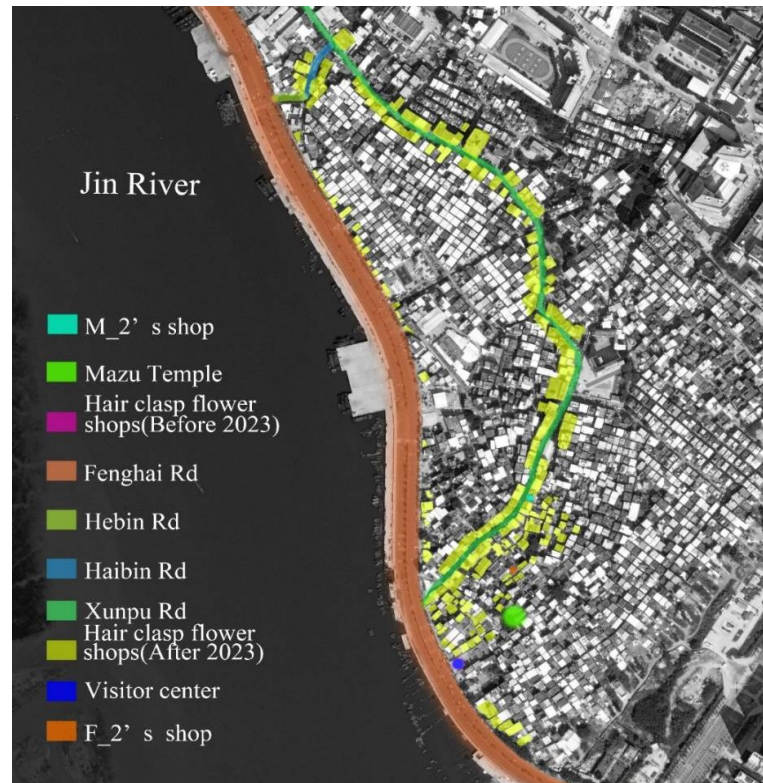 Jin River
M_2’ s shop
Mazu Temple
Hair clasp flower
shops(Before 2023)
Fenghai Rd
Hebin Rd
Haibin Rd
Xunpu Rd
Hair clasp flower
shops(After 2023)
Visitor center
F_2’ s shop